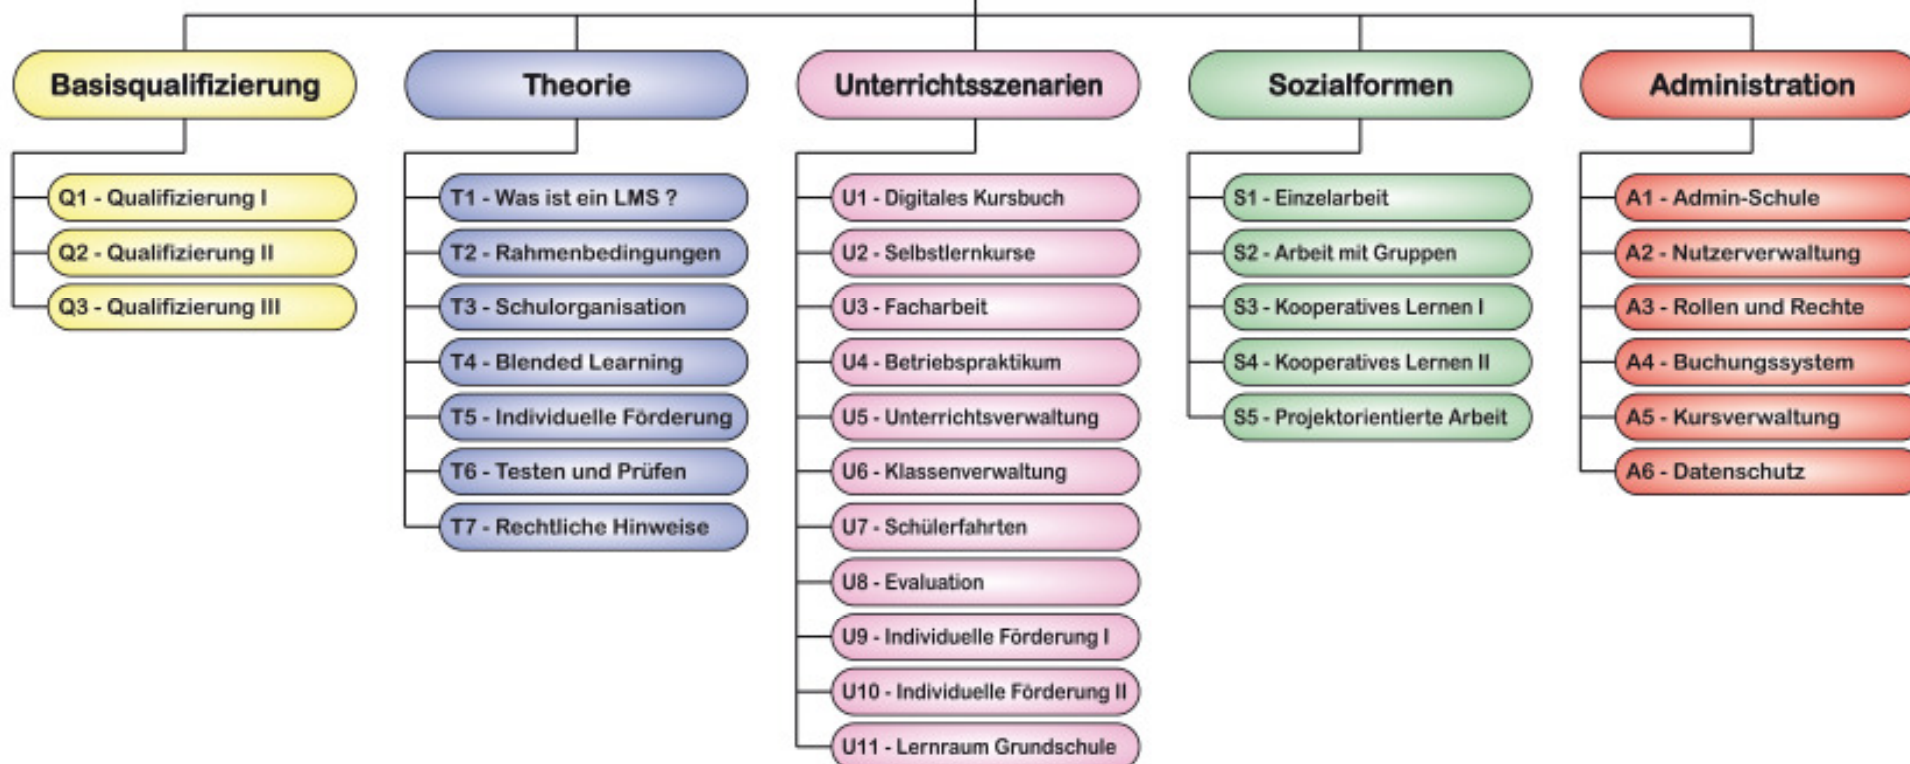 Basisqualifizierung
Q1 - Qualifizierung I
Q2 - Qualifizierung II
Q3 - Qualifizierung III
Theorie
T1 - Was ist ein LMS ?
T2 - Rahmenbedingungen
T3 - Schulorganisation
T4 - Blended Learning
T5 - Individuelle Förderung
T6 - Testen und Prüfen
T7 - Rechtliche Hinweise
Unterrichtsszenarien
U1 - Digitales Kursbuch
U2 - Selbstlernkurse
U3 - Facharbeit
U4 - Betriebspraktikum
U5 - Unterrichtsverwaltung
U6 - Klassenverwaltung
U7 - Schülerfahrten
U8 - Evaluation
U9 - Individuelle Förderung I
U10 - Individuelle Förderung II
U11 - Lernraum Grundschule
Sozialformen
S1 - Einzelarbeit
S2 - Arbeit mit Gruppen
S3 - Kooperatives Lernen I
S4 - Kooperatives Lernen II
S5 - Projektorientierte Arbeit
Administration
A1 - Admin-Schule
A2 - Nutzerverwaltung
A3 - Rollen und Rechte
A4 - Buchungssystem
A5 - Kursverwaltung
A6 - Datenschutz